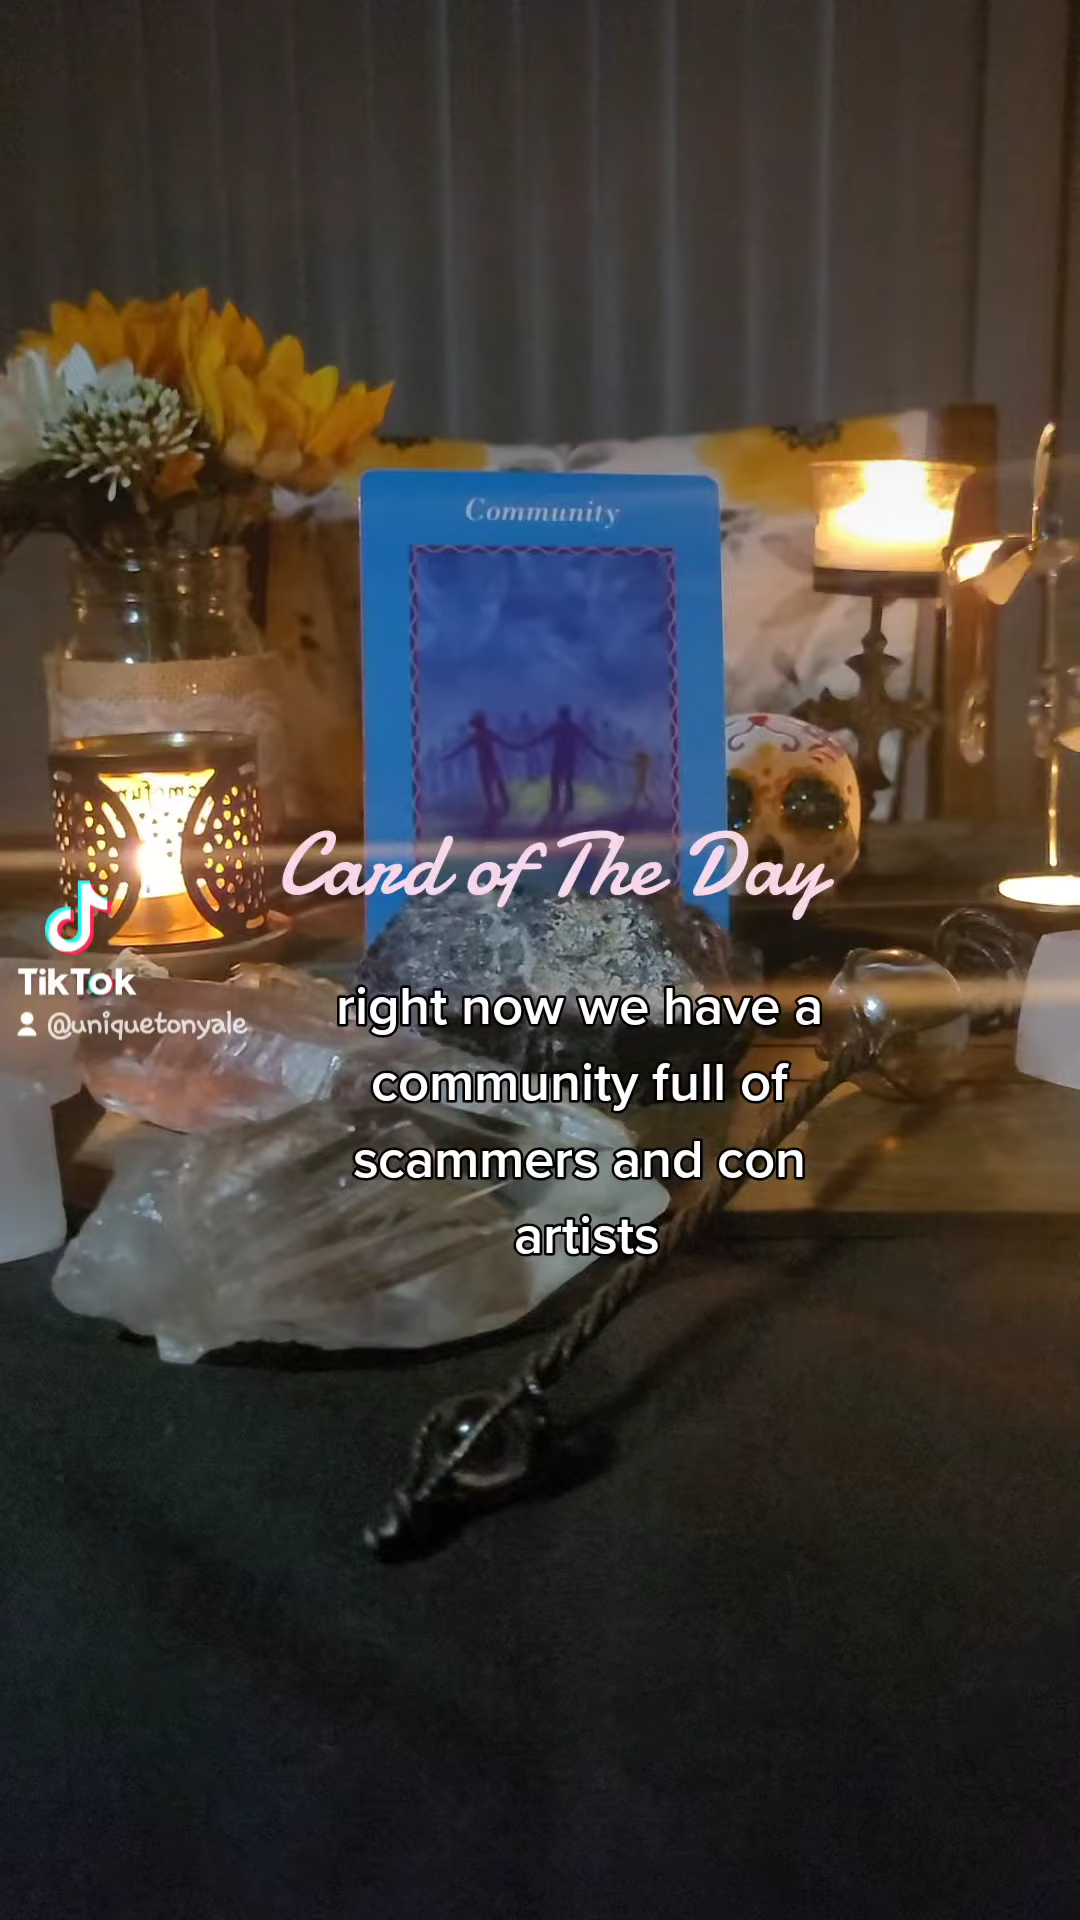 Community
Card of The Day
TikTok
@uniquetonyale
right now we have a
community full of
scammers and con
artists